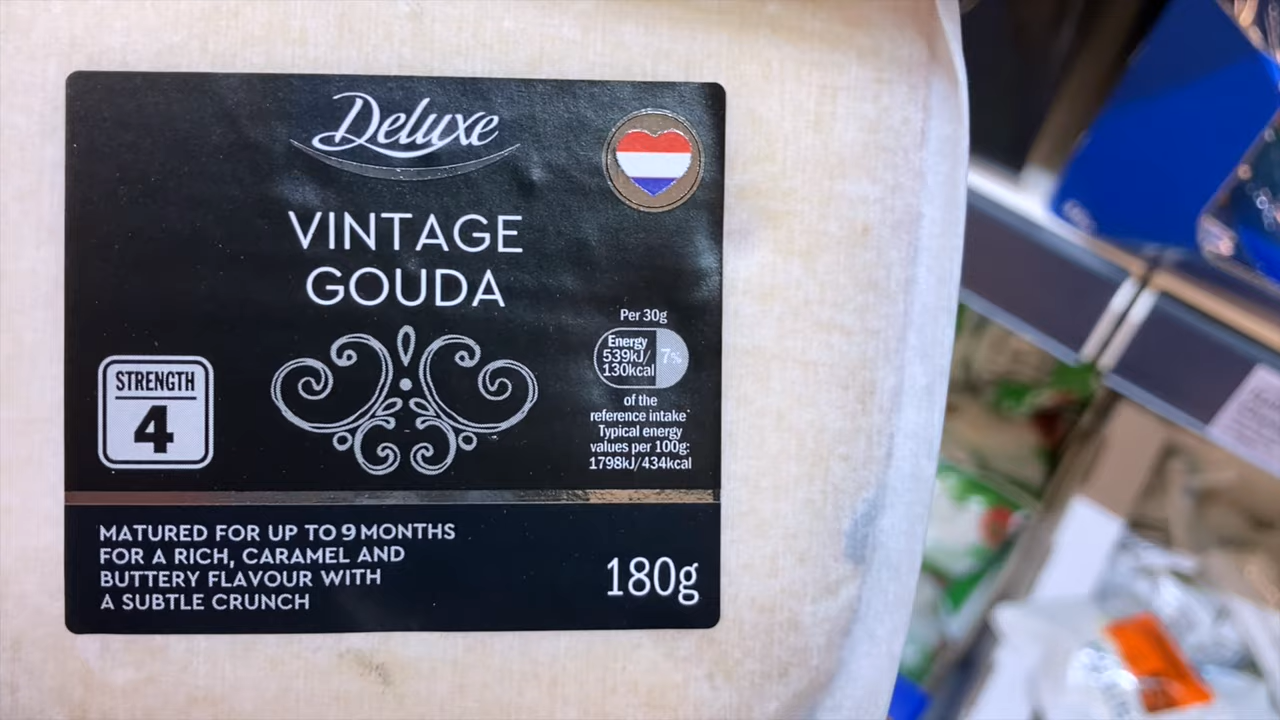 Deluxe
VINTAGE
GOUDA
Per 30g
Energy
539kJ/
130kcal
7%
of the
reference intake*
Typical energy
values per 100g:
1798kJ/434kcal
STRENGTH
4
MATURED FOR UP TO 9 MONTHS
FOR A RICH, CARAMEL AND
BUTTERY FLAVOUR WITH
A SUBTLE CRUNCH
180g